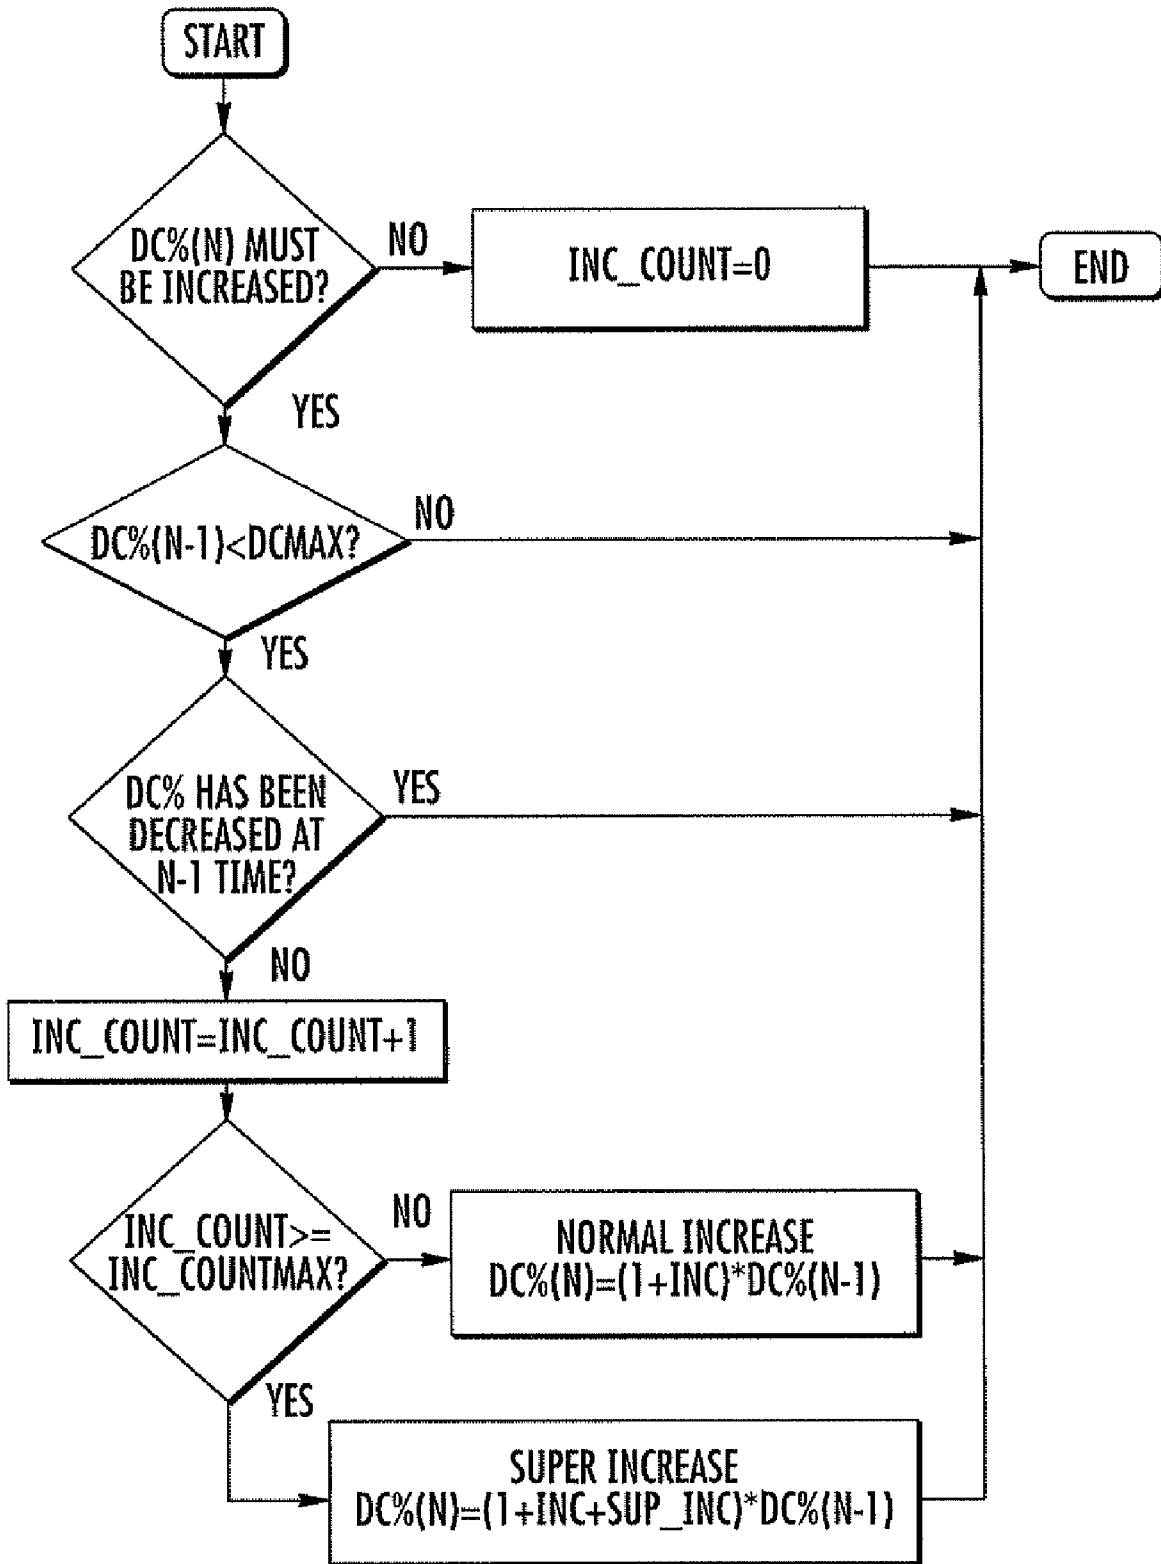 START
DC%(N) MUST
BE INCREASED?
NO
INC_COUNT=0
END
YES
DC%(N-1)<DCMAX?
NO
YES
DC% HAS BEEN
DECREASED AT
N-1 TIME?
YES
NO
INC_COUNT=INC_COUNT+1
INC_COUNT>=
INC_COUNTMAX?
NO
NORMAL INCREASE
DC%(N)=(1+INC)*DC%(N-1)
YES
SUPER INCREASE
DC%(N)=(1+INC+SUP_INC)*DC%(N-1)